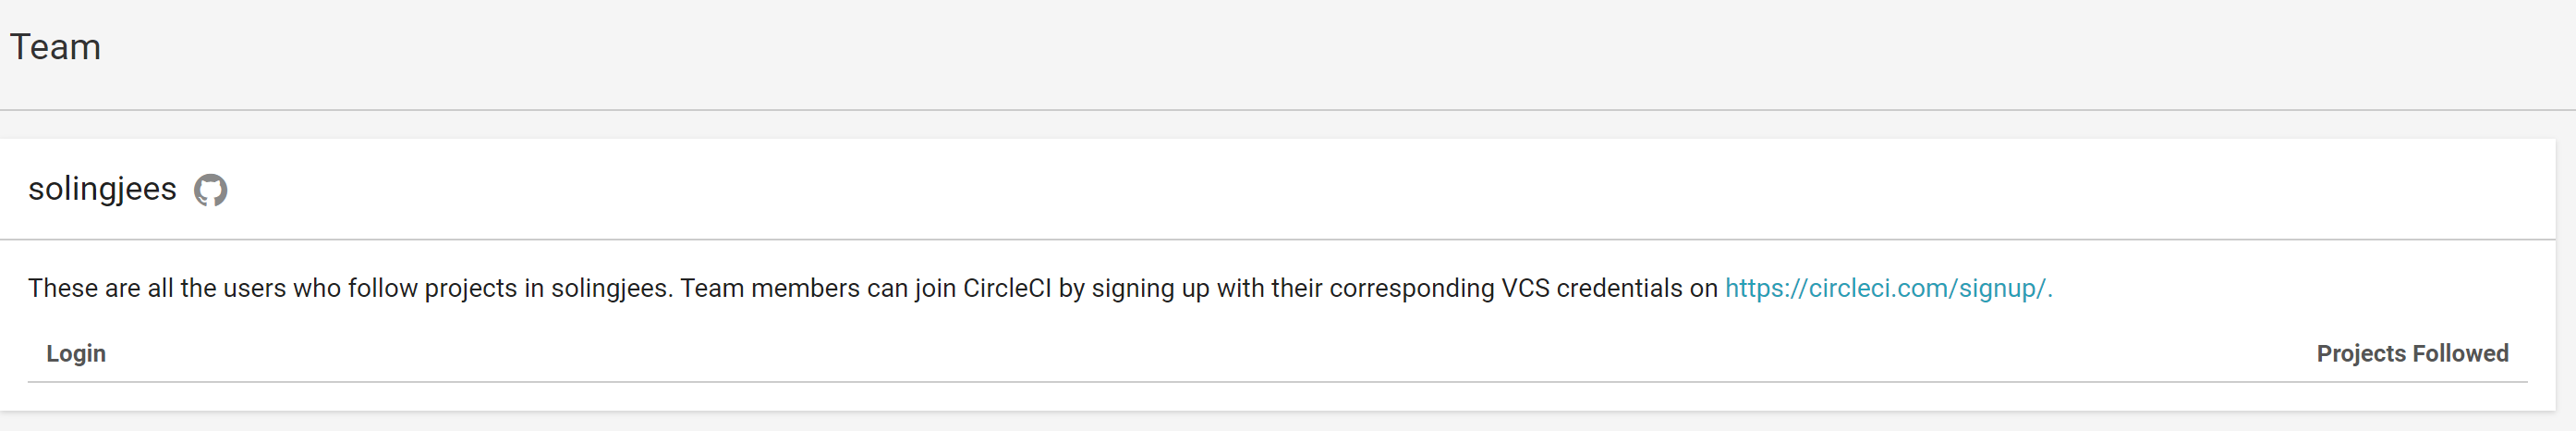 Team
solingjees
These are all the users who follow projects in solingjees. Team members can join CircleCI by signing up with their corresponding VCS credentials on https://circleci.com/signup/.
Login Projects Followed